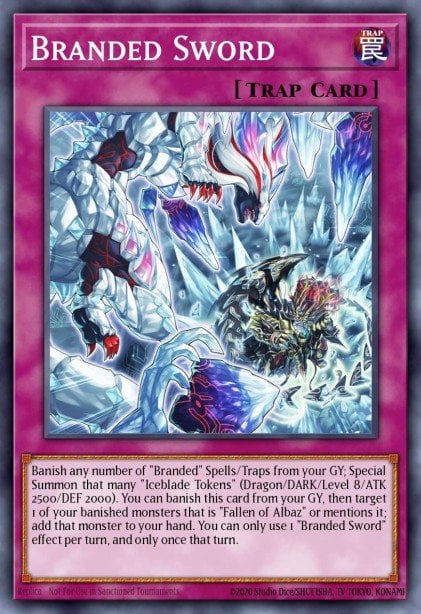 Branded Sword
TRAP
罠
[Trap Card]
Banish any number of "Branded" Spells/Traps from your GY; Special
Summon that many "Iceblade Tokens" (Dragon/DARK/Level 8/ATK
2500/DEF 2000). You can banish this card from your GY, then target
1 of your banished monsters that is "Fallen of Albaz" or mentions it;
add that monster to your hand. You can only use 1 "Branded Sword"
effect per turn, and only once that turn.
Replica - Not For Use in Sanctioned Tournaments
©2020 Studio Dice/SHUEISHA, TV TOKYO, KONAMI